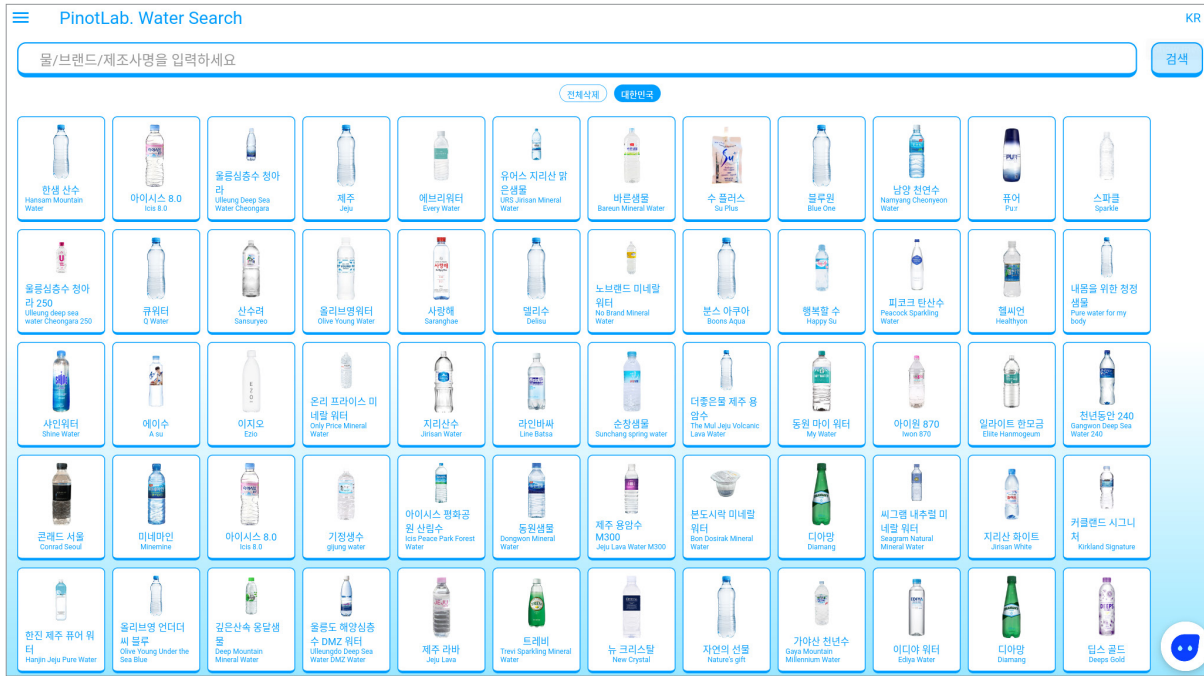 PinotLab. Water Search
KR
물/브랜드/제조사명을 입력하세요
검색
전체삭제
대한민국
한샘 산수
Hansam Mountain
Water
아이시스 8.0
Icis 8.0
울릉심층수 청아
라
Ulleung Deep Sea
Water Cheongara
제주
Jeju
에브리워터
Every Water
유어스 지리산 맑
은샘물
URS Jirisan Mineral
Water
바른샘물
Bareun Mineral Water
수 플러스
Su Plus
블루원
Blue One
남양 천연수
Namyang Cheonyeon
Water
퓨어
Pu:r
스파클
Sparkle
울릉심층수 청아
라 250
Ulleung deep sea
water Cheongara 250
큐워터
Q Water
산수려
Sansuryeo
올리브영워터
Olive Young Water
사랑해
Saranghae
델리수
Delisu
노브랜드 미네랄
워터
No Brand Mineral
Water
분스 아쿠아
Boons Aqua
행복할 수
Happy Su
피코크 탄산수
Peacock Sparkling
Water
헬씨언
Healthyon
내몸을 위한 청정
샘물
Pure water for my
body
샤인워터
Shine Water
에이수
A su
이지오
Ezio
온리 프라이스 미
네랄 워터
Only Price Mineral
Water
지리산수
Jirisan Water
라인바싸
Line Batsa
순창샘물
Sunchang spring water
더좋은물 제주 용
암수
The Mul Jeju Volcanic
Lava Water
동원 마이 워터
My Water
아이원 870
Iwon 870
일라이트 한모금
Eliite Hanmogeum
천년동안 240
Gangwon Deep Sea
Water 240
콘래드 서울
Conrad Seoul
미네마인
Minemine
아이시스 8.0
Icis 8.0
기정생수
gijung water
아이시스 평화공
원 산림수
Icis Peace Park Forest
Water
동원샘물
Dongwon Mineral
Water
제주 용암수
M300
Jeju Lava Water M300
본도시락 미네랄
워터
Bon Dosirak Mineral
Water
디아망
Diamang
씨그램 내추럴 미
네랄 워터
Seagram Natural
Mineral Water
지리산 화이트
Jirisan White
커클랜드 시그니
처
Kirkland Signature
한진 제주 퓨어 워
터
Hanjin Jeju Pure Water
올리브영 언더더
씨 블루
Olive Young Under the
Sea Blue
깊은산속 옹달샘
물
Deep Mountain
Mineral Water
울릉도 해양심층
수 DMZ 워터
Ulleungdo Deep Sea
Water DMZ Water
제주 라바
Jeju Lava
트레비
Trevi Sparkling Mineral
Water
뉴 크리스탈
New Crystal
자연의 선물
Nature's gift
가야산 천년수
Gaya Mountain
Millennium Water
이디야 워터
Ediya Water
디아망
Diamang
딥스 골드
Deeps Gold